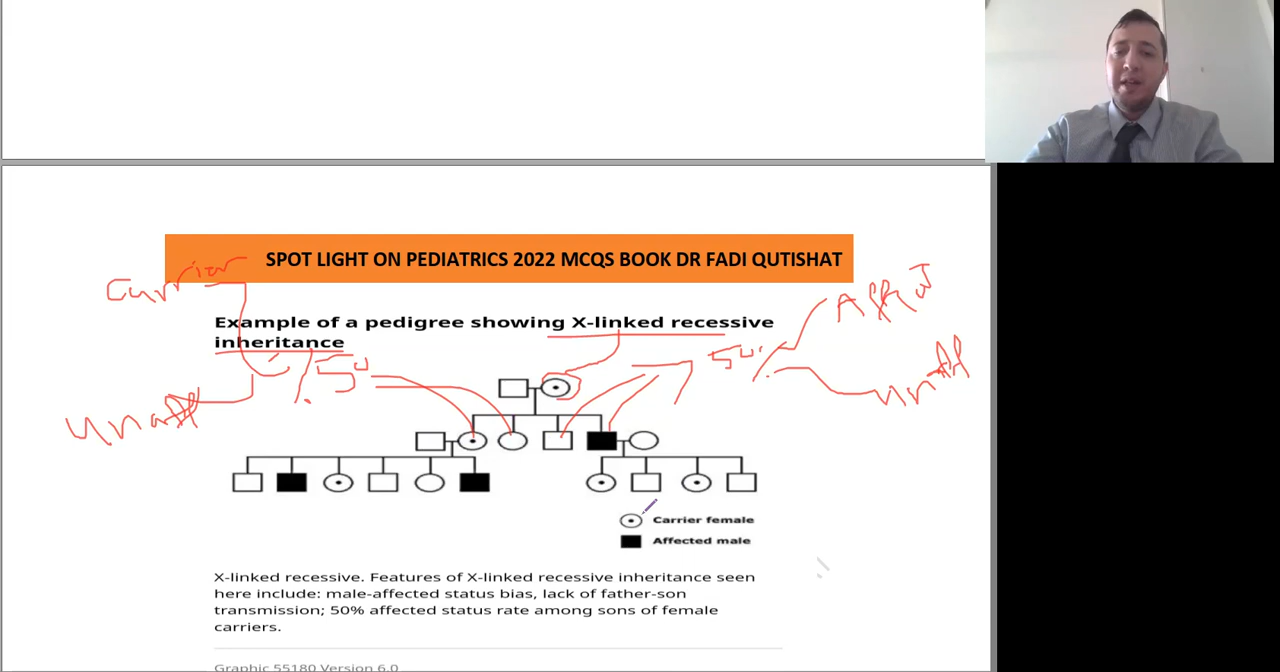 SPOT LIGHT ON PEDIATRICS 2022 MCQS BOOK DR FADI QUTISHAT
Carrier
Example of a pedigree showing X-linked recessive
inheritance
50%
50%
Carrier female
Affected male
X-linked recessive. Features of X-linked recessive inheritance seen
here include: male-affected status bias, lack of father-son
transmission; 50% affected status rate among sons of female
carriers.
Graphic 55180 Version 6.0